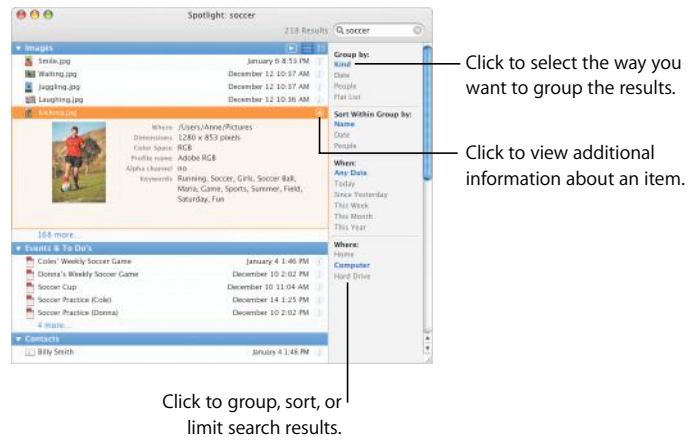 Spotlight: soccer
218 Results
soccer
Images
Smile.jpg January 6 8:53 PM
Waiting.jpg December 12 10:37 AM
Juggling.jpg December 12 10:37 AM
Laughing.jpg December 12 10:36 AM
Kicking.jpg
Where /Users/Anne/Pictures
Dimensions 1280 x 853 pixels
Color Space RGB
Profile name Adobe RGB
Alpha channel no
Keywords Running, Soccer, Girls, Soccer Ball,
Maria, Game, Sports, Summer, Field,
Saturday, Fun
168 more...
Events & To Do's
Coles' Weekly Soccer Game January 4 1:46 PM
Donna's Weekly Soccer Game December 10 2:02 PM
Soccer Cup December 10 11:04 AM
Soccer Practice (Cole) December 14 1:25 PM
Soccer Practice (Donna) December 10 2:02 PM
4 more...
Contacts
Billy Smith January 4 1:46 PM
Group by:
Kind
Date
People
Flat List
Sort Within Group by:
Name
Date
People
When:
Any Date
Today
Since Yesterday
This Week
This Month
This Year
Where:
Home
Computer
Hard Drive
Click to select the way you
want to group the results.
Click to view additional
information about an item.
Click to group, sort, or
limit search results.